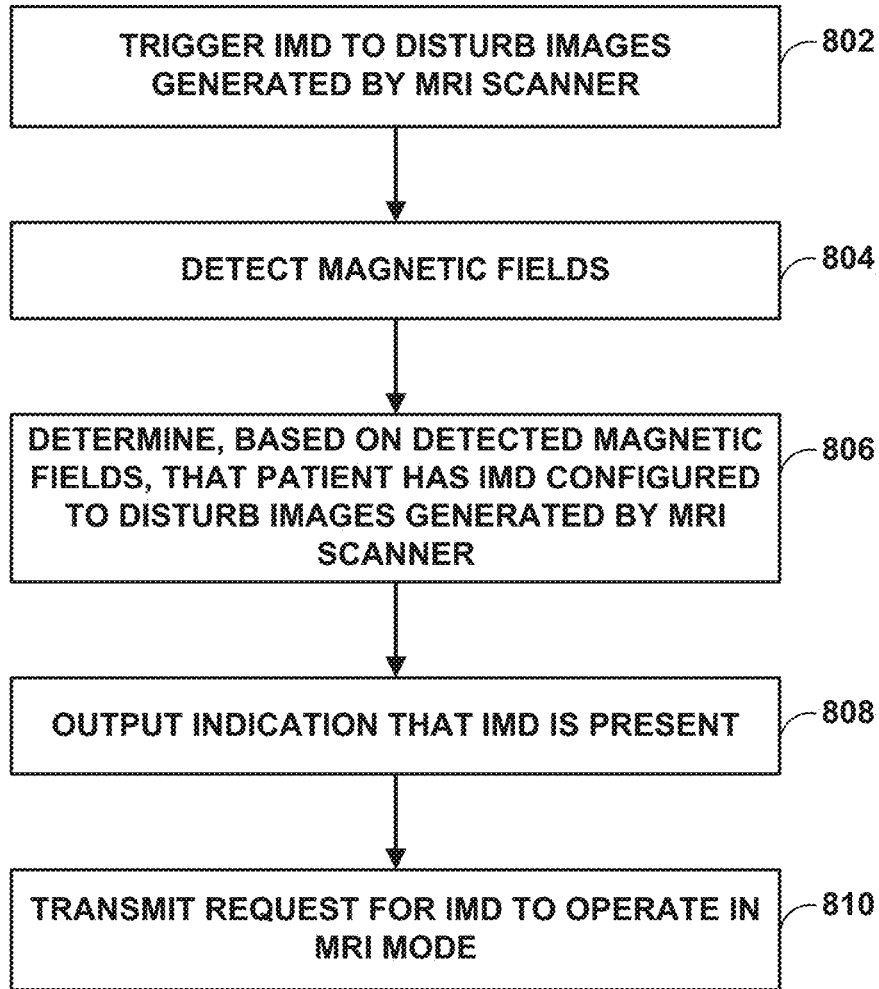 TRIGGER IMD TO DISTURB IMAGES
GENERATED BY MRI SCANNER
802
DETECT MAGNETIC FIELDS
804
DETERMINE, BASED ON DETECTED MAGNETIC
FIELDS, THAT PATIENT HAS IMD CONFIGURED
TO DISTURB IMAGES GENERATED BY MRI
SCANNER
806
OUTPUT INDICATION THAT IMD IS PRESENT
808
TRANSMIT REQUEST FOR IMD TO OPERATE IN
MRI MODE
810